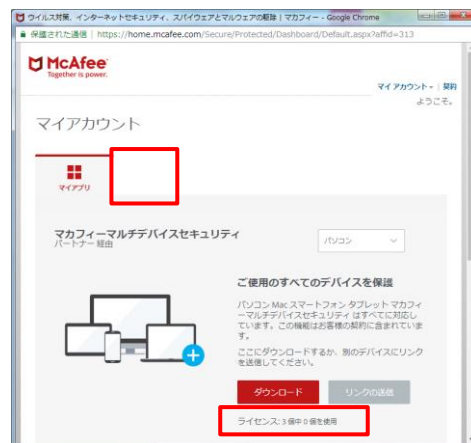 ウイルス対策、インターネットセキュリティ、スパイウェアとマルウェアの駆除 | マカフィー - Google Chrome
保護された通信 | https://home.mcafee.com/Secure/Protected/Dashboard/Default.aspx?affid=313
McAfee
Together is power.
マイ アカウント | 契約
ようこそ。
マイアカウント
マイアプリ
マカフィーマルチデバイスセキュリティ
パートナー 経由
パソコン
ご使用のすべてのデバイスを保護
パソコン Mac スマートフォン タブレット マカフィ
ーマルチデバイスセキュリティ はすべてに対応し
ています。この機能はお客様の契約に含まれていま
す。
ここにダウンロードするか、別のデバイスにリンク
を送信してください。
ダウンロード
リンクの送信
ライセンス: 3 個中 0 個を使用